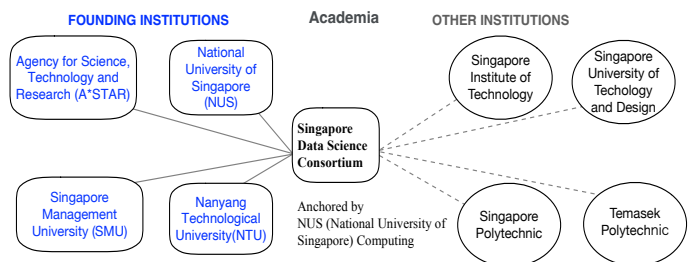 FOUNDING INSTITUTIONS
Academia
OTHER INSTITUTIONS
Agency for Science,
Technology and
Research (A*STAR)
National
University of
Singapore
(NUS)
Singapore
Institute of
Technology
Singapore
University of
Techology
and Design
Singapore
Data Science
Consortium
Singapore
Management
University (SMU)
Nanyang
Technological
University(NTU)
Anchored by
NUS (National University of
Singapore) Computing
Singapore
Polytechnic
Temasek
Polytechnic